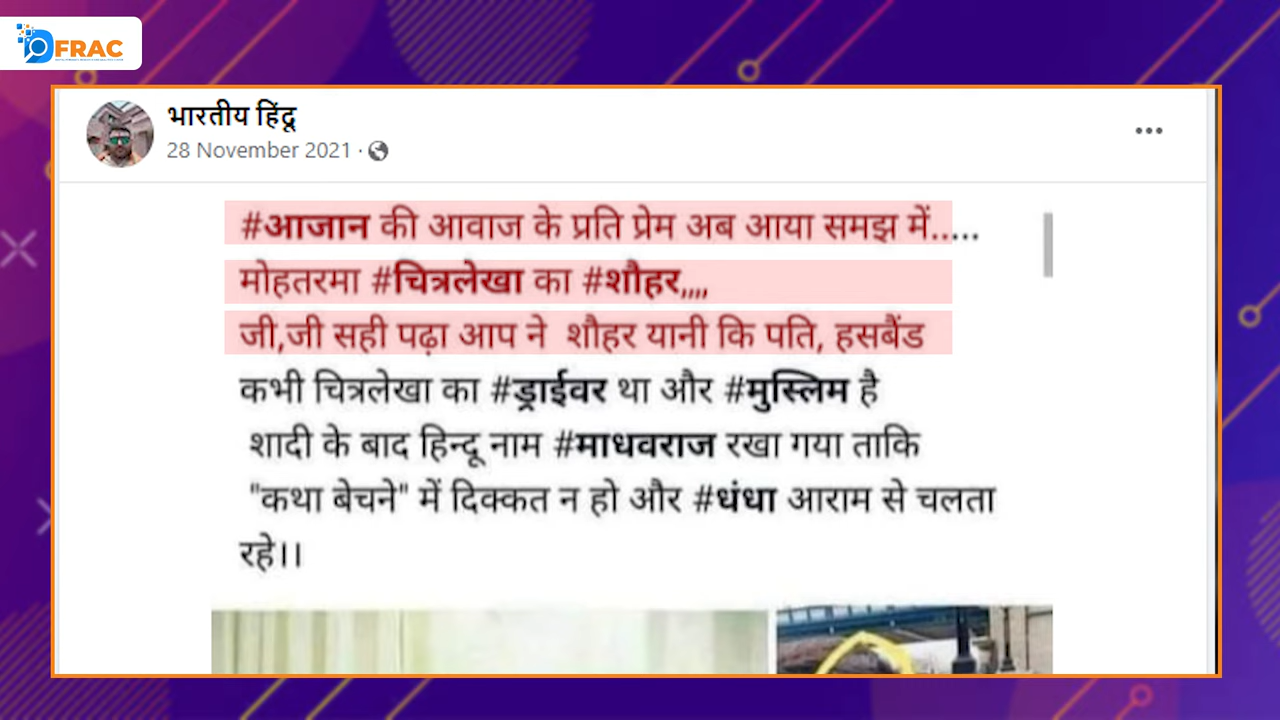 FRAC
भारतीय हिंदू
28 November 2021 ·
#आजान की आवाज के प्रति प्रेम अब आया समझ में.....
मोहतरमा #चित्रलेखा का #शौहर,,,,
जी,जी सही पढ़ा आप ने शौहर यानी कि पति, हसबैंड
कभी चित्रलेखा का #ड्राईवर था और #मुस्लिम है
शादी के बाद हिन्दू नाम #माधवराज रखा गया ताकि
"कथा बेचने" में दिक्कत न हो और #धंधा आराम से चलता
रहे।।